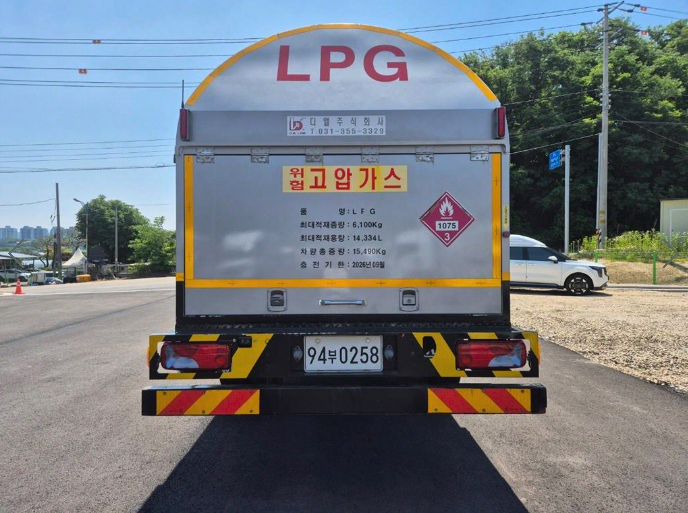 LPG
디엘주식회사
T.031-355-3329
위험 고압가스
품 명 : L P G
최대적재중량 : 6,100Kg
최대적재용량 : 14,334L
차량총중량 : 15,490Kg
충 전 기 한 : 2026년09월
1075
3
94부0258